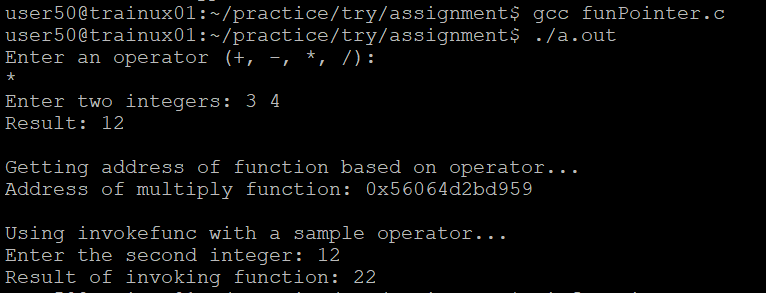 user50@trainux01:~/practice/try/assignment$ gcc funPointer.c
user50@trainux01:~/practice/try/assignment$ ./a.out
Enter an operator (+, -, *, /):
*
Enter two integers: 3 4
Result: 12
Getting address of function based on operator...
Address of multiply function: 0x56064d2bd959
Using invokefunc with a sample operator...
Enter the second integer: 12
Result of invoking function: 22